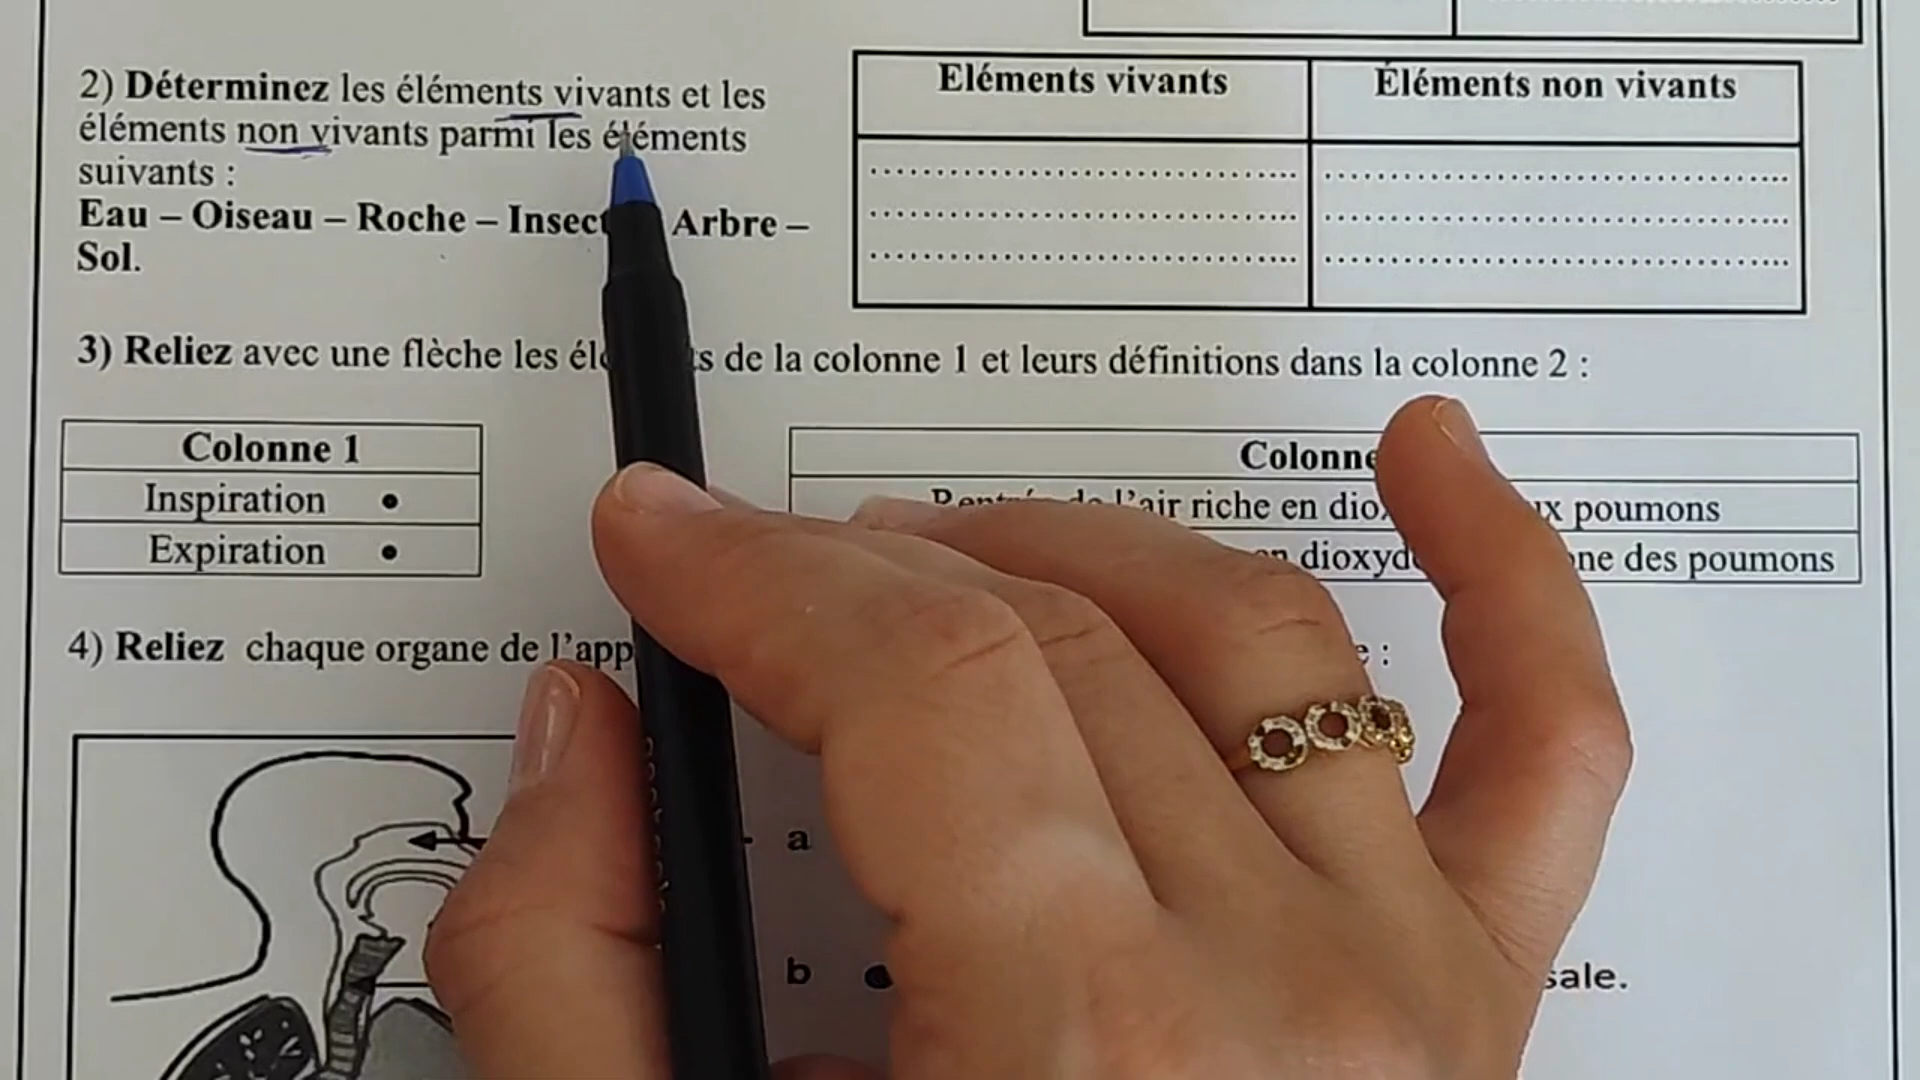 2) Déterminez les éléments vivants et les
éléments non vivants parmi les éléments
suivants :
Eau – Oiseau – Roche – Insect Arbre –
Sol.
Eléments vivants
Éléments non vivants
3) Reliez avec une flèche les de la colonne 1 et leurs définitions dans la colonne 2 :
Colonne 1
Inspiration •
Expiration •
Colonne
l'air riche en poumons
dioxyd des poumons
4) Reliez chaque organe de l'app :
a
b
sale.